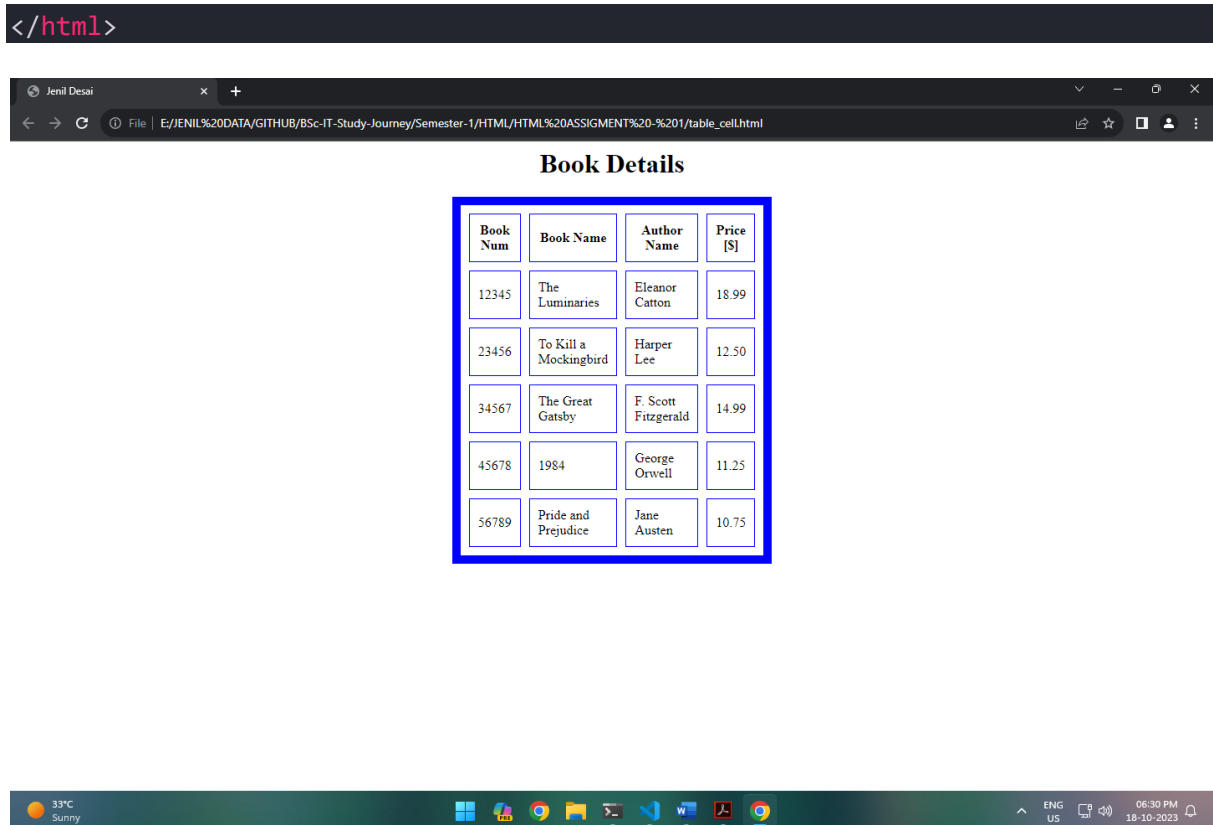 </html>
Jenil Desai
File | E:/JENIL%20DATA/GITHUB/BSc-IT-Study-Journey/Semester-1/HTML/HTML%20ASSIGMENT%20-%201/table_cell.html
Book Details
Book Num Book Name Author Name Price [$]
12345 The Luminaries Eleanor Catton 18.99
23456 To Kill a Mockingbird Harper Lee 12.50
34567 The Great Gatsby F. Scott Fitzgerald 14.99
45678 1984 George Orwell 11.25
56789 Pride and Prejudice Jane Austen 10.75
33°C
Sunny
PRE
ENG
US
06:30 PM
18-10-2023